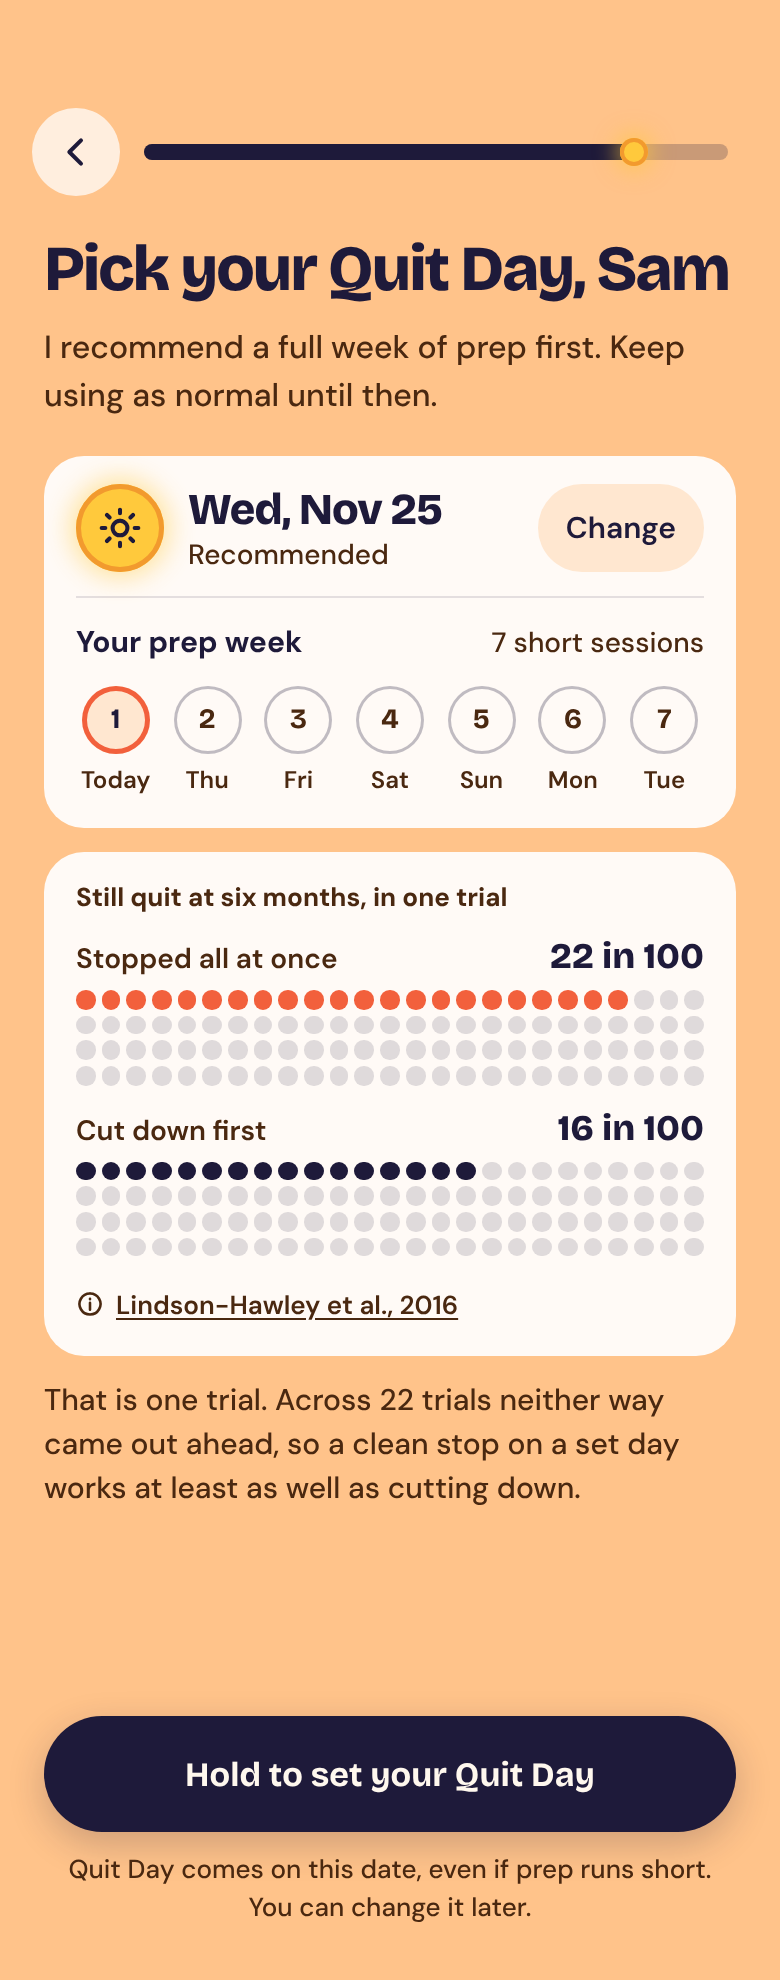 Pick your Quit Day, Sam
I recommend a full week of prep first. Keep
using as normal until then.
Wed, Nov 25
Recommended
Change
Your prep week
7 short sessions
1 2 3 4 5 6 7
Today Thu Fri Sat Sun Mon Tue
Still quit at six months, in one trial
Stopped all at once
22 in 100
Cut down first
16 in 100
Lindson-Hawley et al., 2016
That is one trial. Across 22 trials neither way
came out ahead, so a clean stop on a set day
works at least as well as cutting down.
Hold to set your Quit Day
Quit Day comes on this date, even if prep runs short.
You can change it later.